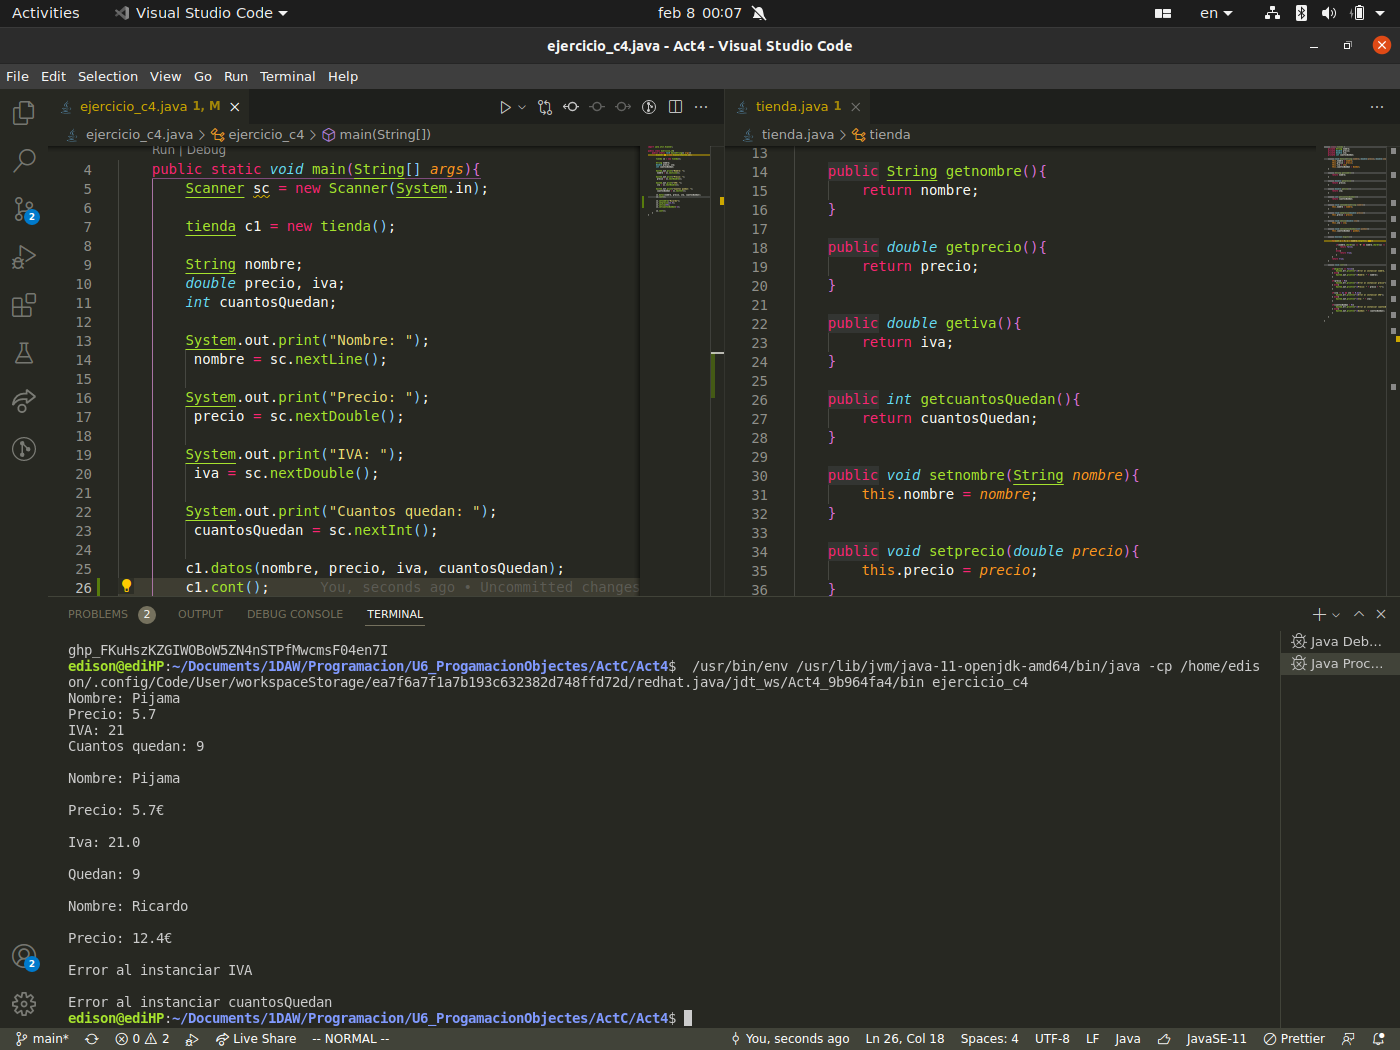 Activities
Visual Studio Code
feb 8 00:07
en
ejercicio_c4.java - Act4 - Visual Studio Code
File Edit Selection View Go Run Terminal Help
ejercicio_c4.java 1, M
ejercicio_c4.java > ejercicio_c4 > main(String[])
Run | Debug
4 public static void main(String[] args){
5 Scanner sc = new Scanner(System.in);
6
7 tienda c1 = new tienda();
8
9 String nombre;
10 double precio, iva;
11 int cuantosQuedan;
12
13 System.out.print("Nombre: ");
14 nombre = sc.nextLine();
15
16 System.out.print("Precio: ");
17 precio = sc.nextDouble();
18
19 System.out.print("IVA: ");
20 iva = sc.nextDouble();
21
22 System.out.print("Cuantos quedan: ");
23 cuantosQuedan = sc.nextInt();
24
25 c1.datos(nombre, precio, iva, cuantosQuedan);
26 c1.cont(); You, seconds ago • Uncommitted changes
tienda.java 1
tienda.java > tienda
13
14 public String getnombre(){
15 return nombre;
16 }
17
18 public double getprecio(){
19 return precio;
20 }
21
22 public double getiva(){
23 return iva;
24 }
25
26 public int getcuantosQuedan(){
27 return cuantosQuedan;
28 }
29
30 public void setnombre(String nombre){
31 this.nombre = nombre;
32 }
33
34 public void setprecio(double precio){
35 this.precio = precio;
36 }
2
2
PROBLEMS 2 OUTPUT DEBUG CONSOLE TERMINAL
Java Deb...
Java Proc...
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
edison@ediHP:~/Documents/1DAW/Programacion/U6_ProgamacionObjectes/ActC/Act4$ /usr/bin/env /usr/lib/jvm/java-11-openjdk-amd64/bin/java -cp /home/edis
on/.config/Code/User/workspaceStorage/ea7f6a7f1a7b193c632382d748ffd72d/redhat.java/jdt_ws/Act4_9b964fa4/bin ejercicio_c4
Nombre: Pijama
Precio: 5.7
IVA: 21
Cuantos quedan: 9
Nombre: Pijama
Precio: 5.7€
Iva: 21.0
Quedan: 9
Nombre: Ricardo
Precio: 12.4€
Error al instanciar IVA
Error al instanciar cuantosQuedan
edison@ediHP:~/Documents/1DAW/Programacion/U6_ProgamacionObjectes/ActC/Act4$
main* 0 2 Live Share -- NORMAL -- You, seconds ago Ln 26, Col 18 Spaces: 4 UTF-8 LF Java JavaSE-11 Prettier